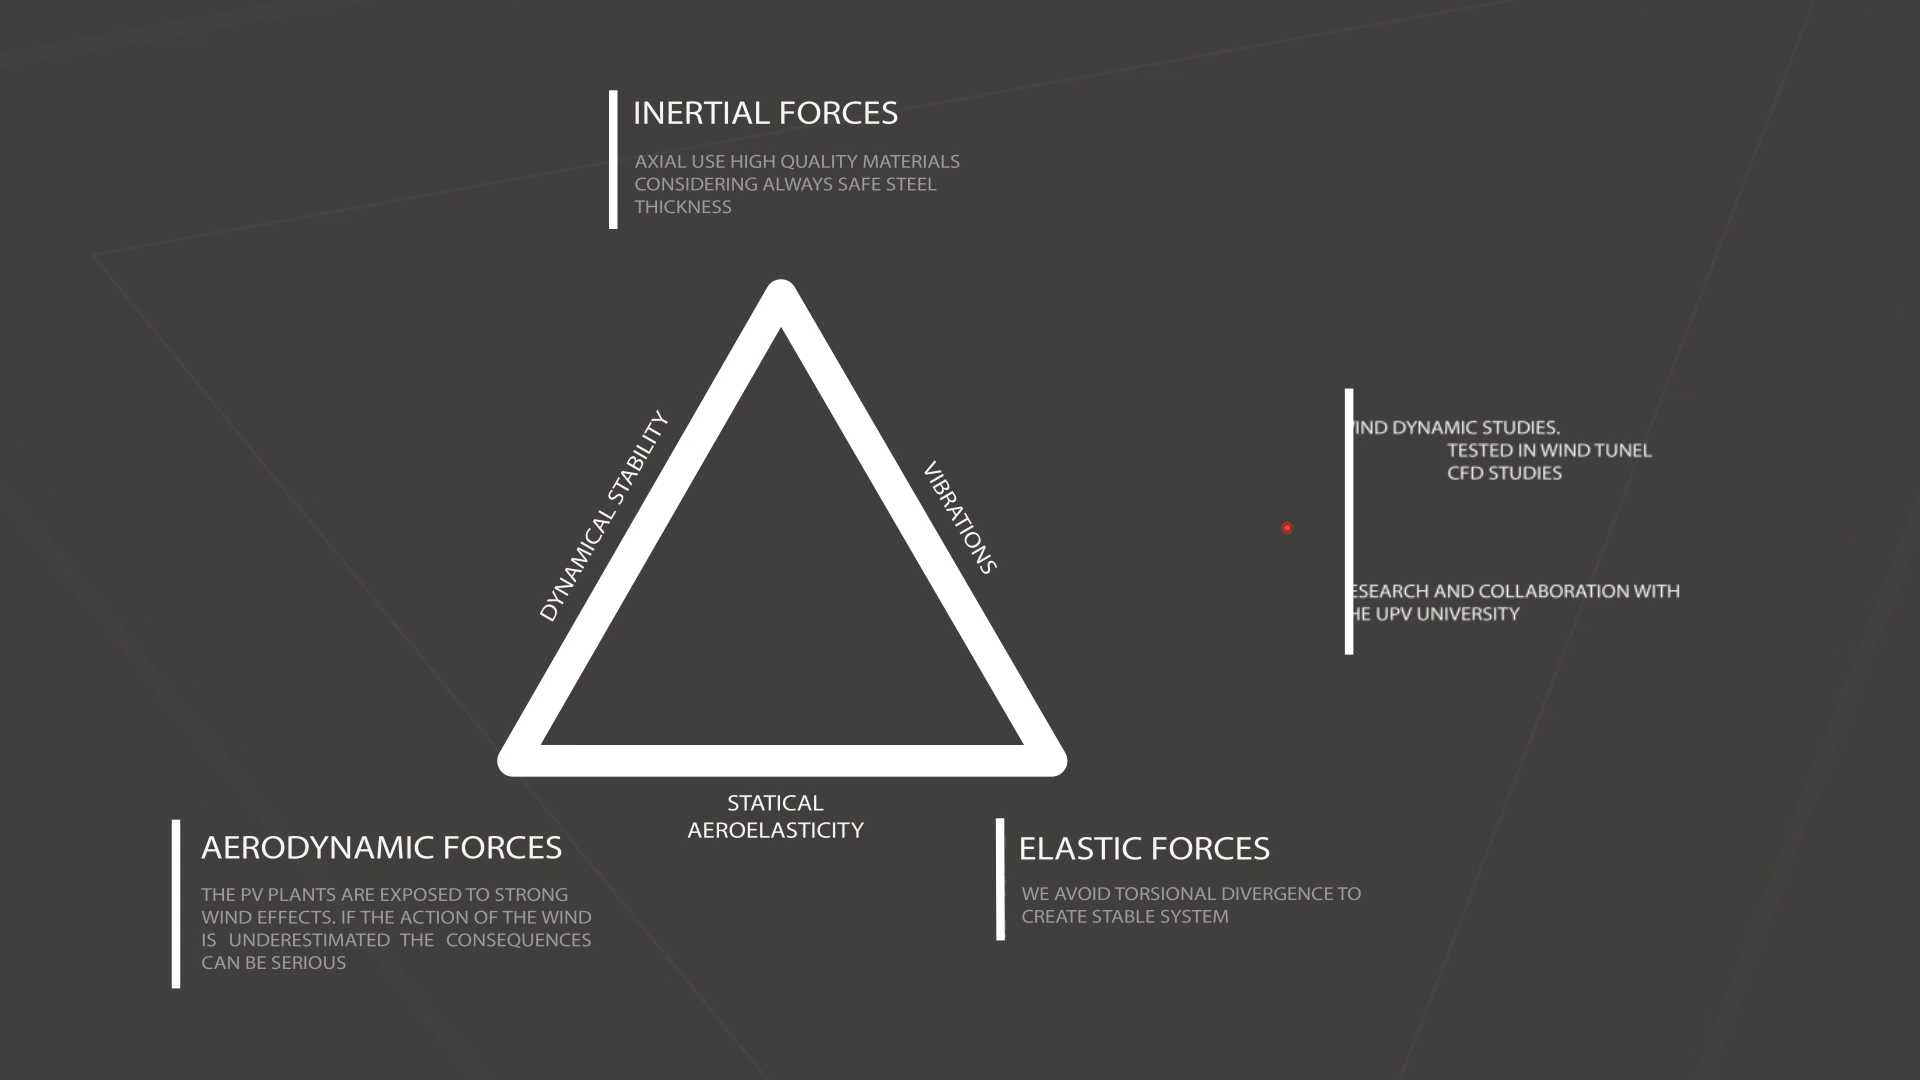 INERTIAL FORCES
AXIAL USE HIGH QUALITY MATERIALS
CONSIDERING ALWAYS SAFE STEEL
THICKNESS
DYNAMICAL STABILITY
VIBRATIONS
IND DYNAMIC STUDIES.
TESTED IN WIND TUNEL
CFD STUDIES
ESEARCH AND COLLABORATION WITH
HE UPV UNIVERSITY
STATICAL
AEROELASTICITY
AERODYNAMIC FORCES
THE PV PLANTS ARE EXPOSED TO STRONG
WIND EFFECTS. IF THE ACTION OF THE WIND
IS UNDERESTIMATED THE CONSEQUENCES
CAN BE SERIOUS
ELASTIC FORCES
WE AVOID TORSIONAL DIVERGENCE TO
CREATE STABLE SYSTEM